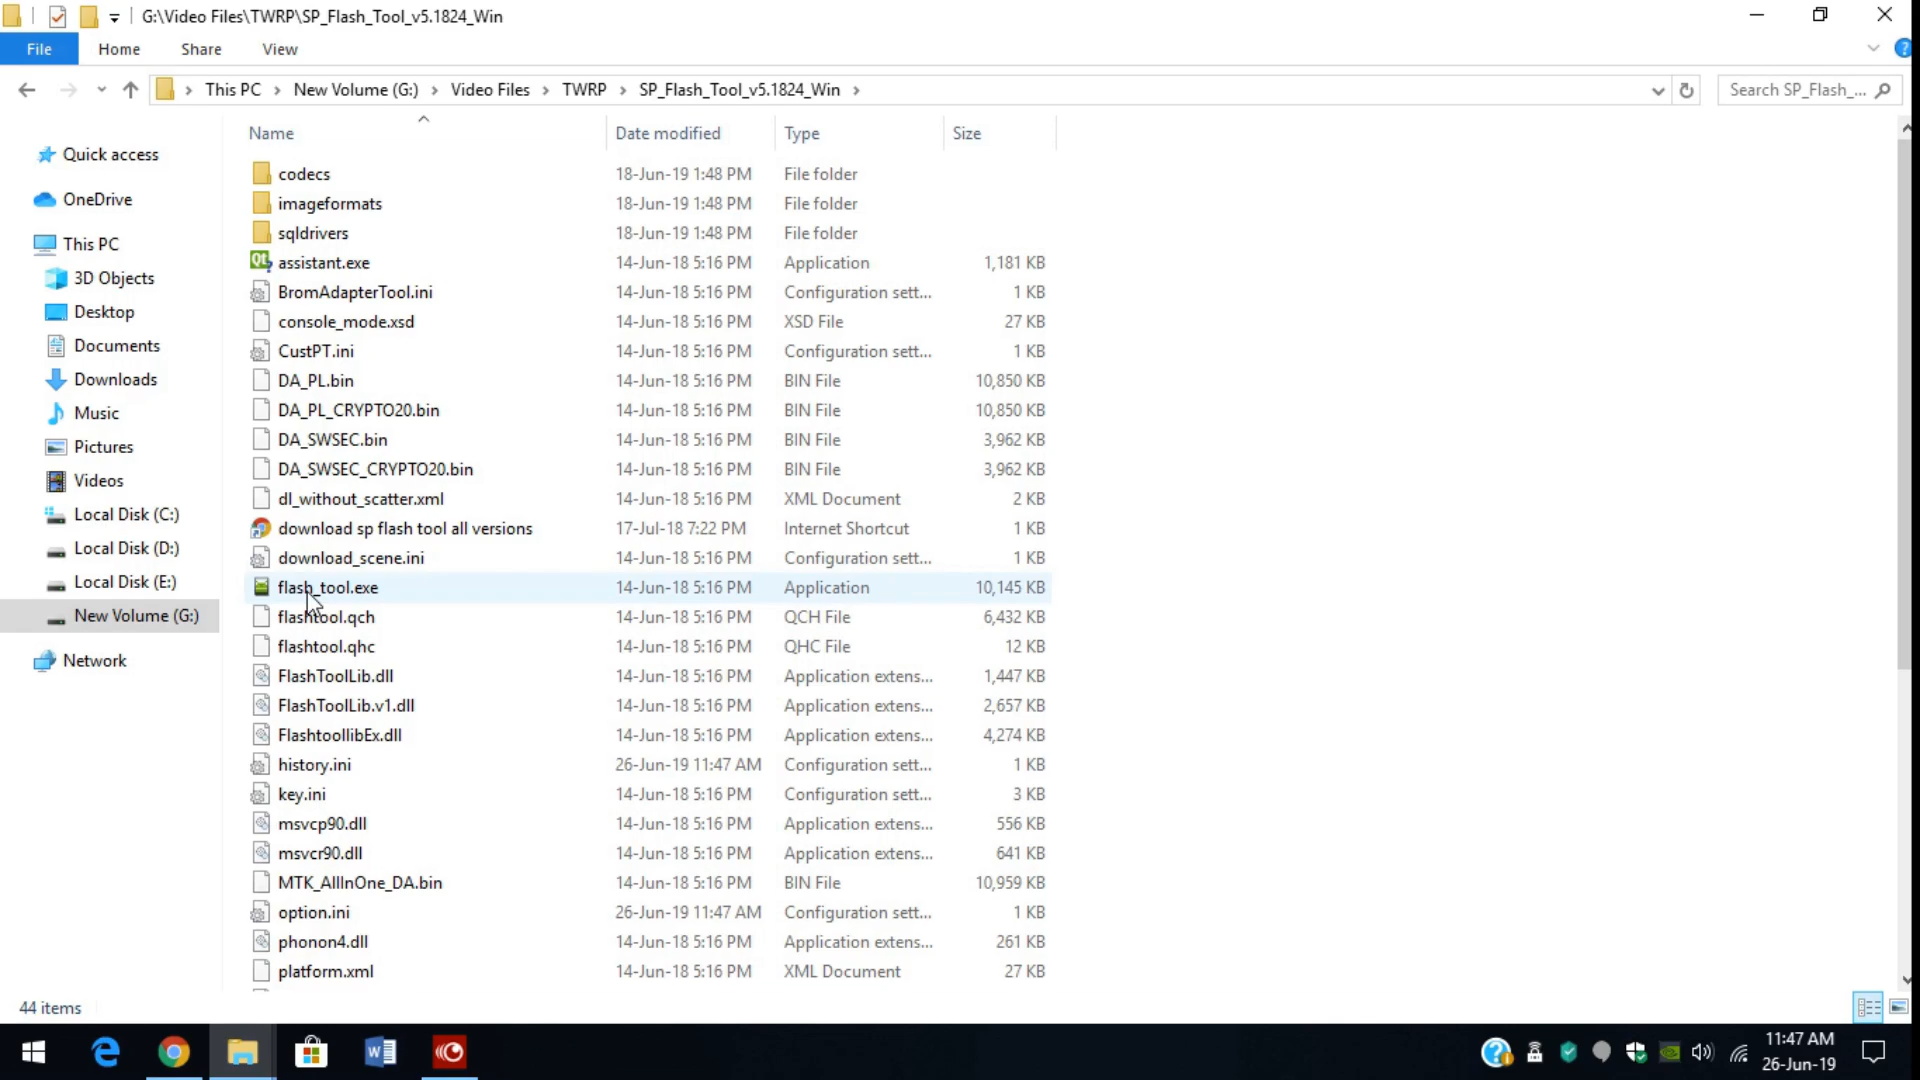 G:\Video Files\TWRP\SP_Flash_Tool_v5.1824_Win
File Home Share View
This PC New Volume (G:) Video Files TWRP SP_Flash_Tool_v5.1824_Win Search SP_Flash_...
Name Date modified Type Size
Quick access
OneDrive
This PC
3D Objects
Desktop
Documents
Downloads
Music
Pictures
Videos
Local Disk (C:)
Local Disk (D:)
Local Disk (E:)
New Volume (G:)
Network
codecs 18-Jun-19 1:48 PM File folder
imageformats 18-Jun-19 1:48 PM File folder
sqldrivers 18-Jun-19 1:48 PM File folder
assistant.exe 14-Jun-18 5:16 PM Application 1,181 KB
BromAdapterTool.ini 14-Jun-18 5:16 PM Configuration sett... 1 KB
console_mode.xsd 14-Jun-18 5:16 PM XSD File 27 KB
CustPT.ini 14-Jun-18 5:16 PM Configuration sett... 1 KB
DA_PL.bin 14-Jun-18 5:16 PM BIN File 10,850 KB
DA_PL_CRYPTO20.bin 14-Jun-18 5:16 PM BIN File 10,850 KB
DA_SWSEC.bin 14-Jun-18 5:16 PM BIN File 3,962 KB
DA_SWSEC_CRYPTO20.bin 14-Jun-18 5:16 PM BIN File 3,962 KB
dl_without_scatter.xml 14-Jun-18 5:16 PM XML Document 2 KB
download sp flash tool all versions 17-Jul-18 7:22 PM Internet Shortcut 1 KB
download_scene.ini 14-Jun-18 5:16 PM Configuration sett... 1 KB
flash_tool.exe 14-Jun-18 5:16 PM Application 10,145 KB
flashtool.qch 14-Jun-18 5:16 PM QCH File 6,432 KB
flashtool.qhc 14-Jun-18 5:16 PM QHC File 12 KB
FlashToolLib.dll 14-Jun-18 5:16 PM Application extens... 1,447 KB
FlashToolLib.v1.dll 14-Jun-18 5:16 PM Application extens... 2,657 KB
FlashtoollibEx.dll 14-Jun-18 5:16 PM Application extens... 4,274 KB
history.ini 26-Jun-19 11:47 AM Configuration sett... 1 KB
key.ini 14-Jun-18 5:16 PM Configuration sett... 3 KB
msvcp90.dll 14-Jun-18 5:16 PM Application extens... 556 KB
msvcr90.dll 14-Jun-18 5:16 PM Application extens... 641 KB
MTK_AllInOne_DA.bin 14-Jun-18 5:16 PM BIN File 10,959 KB
option.ini 26-Jun-19 11:47 AM Configuration sett... 1 KB
phonon4.dll 14-Jun-18 5:16 PM Application extens... 261 KB
platform.xml 14-Jun-18 5:16 PM XML Document 27 KB
44 items
11:47 AM
26-Jun-19